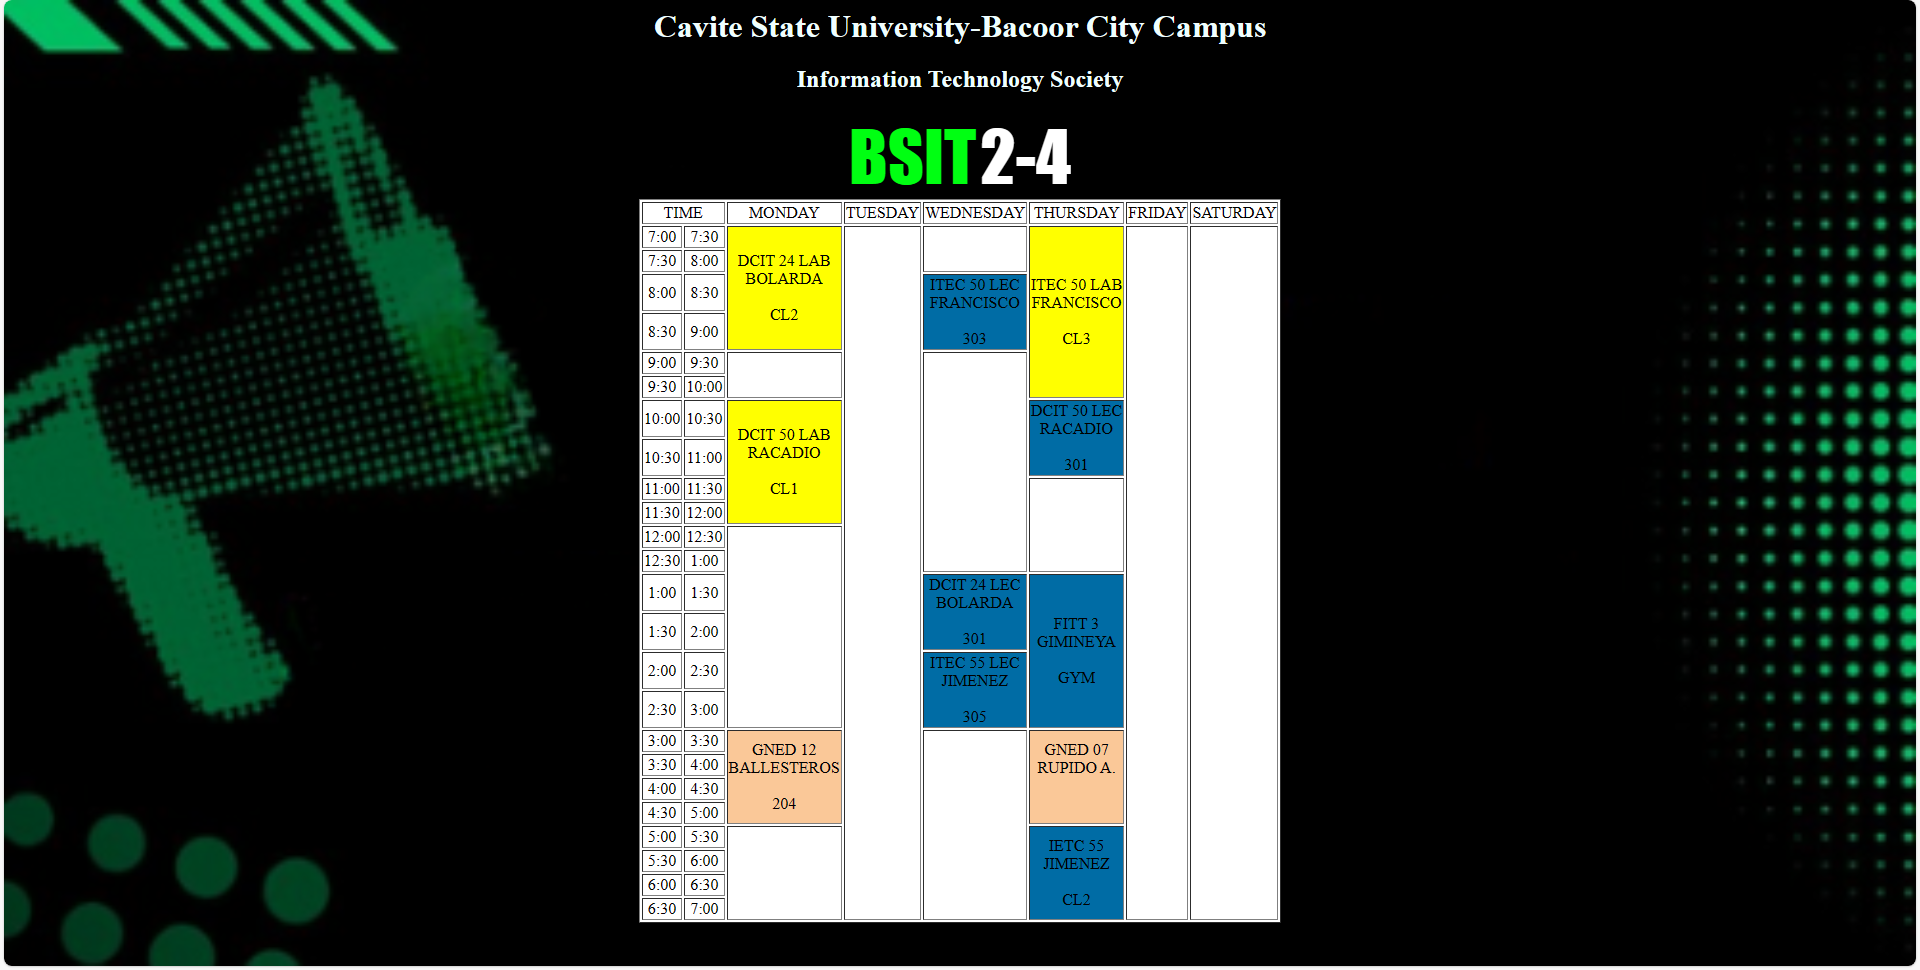 Cavite State University-Bacoor City Campus
Information Technology Society
BSIT 2-4
TIME MONDAY TUESDAY WEDNESDAY THURSDAY FRIDAY SATURDAY
7:00 7:30
7:30 8:00
8:00 8:30
8:30 9:00
9:00 9:30
9:30 10:00
10:00 10:30
10:30 11:00
11:00 11:30
11:30 12:00
12:00 12:30
12:30 1:00
1:00 1:30
1:30 2:00
2:00 2:30
2:30 3:00
3:00 3:30
3:30 4:00
4:00 4:30
4:30 5:00
5:00 5:30
5:30 6:00
6:00 6:30
6:30 7:00
DCIT 24 LAB
BOLARDA
CL2
DCIT 50 LAB
RACADIO
CL1
GNED 12
BALLESTEROS
204
ITEC 50 LEC
FRANCISCO
303
DCIT 24 LEC
BOLARDA
301
ITEC 55 LEC
JIMENEZ
305
ITEC 50 LAB
FRANCISCO
CL3
DCIT 50 LEC
RACADIO
301
FITT 3
GIMINEYA
GYM
GNED 07
RUPIDO A.
IETC 55
JIMENEZ
CL2